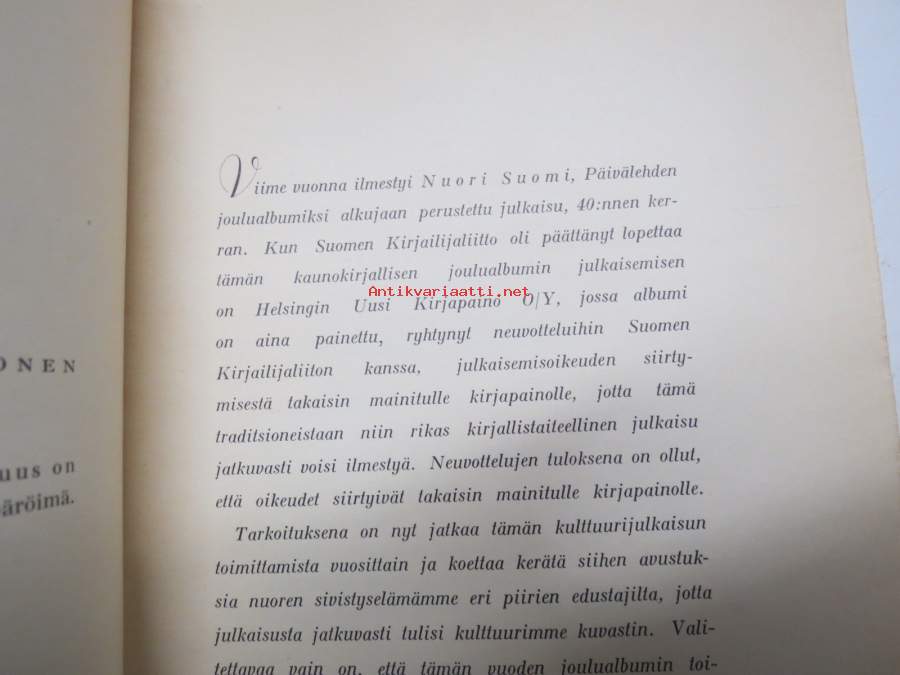 ONEN
uus on
äröimä.
Viime vuonna ilmestyi Nuori Suomi, Päivälehden
joulualbumiksi alkujaan perustettu julkaisu, 40:nnen ker-
ran. Kun Suomen Kirjailijaliitto oli päättänyt lopettaa
tämän kaunokirjallisen joulualbumin julkaisemisen
Antikvariaatti.net
on Helsingin Uusi Kirjapaino O/Y, jossa albumi
on aina painettu, ryhtynyt neuvotteluihin Suomen
Kirjailijaliiton kanssa, julkaisemisoikeuden siirty-
misestä takaisin mainitulle kirjapainolle, jotta tämä
traditsioneistaan niin rikas kirjallistaiteellinen julkaisu
jatkuvasti voisi ilmestyä. Neuvottelujen tuloksena on ollut,
että oikeudet siirtyivät takaisin mainitulle kirjapainolle.
Tarkoituksena on nyt jatkaa tämän kulttuurijulkaisun
toimittamista vuosittain ja koettaa kerätä siihen avustuk-
sia nuoren sivistyselämämme eri piirien edustajilta, jotta
julkaisusta jatkuvasti tulisi kulttuurimme kuvastin. Vali-
tettavaa vain on, että tämän vuoden joulualbumin toi-